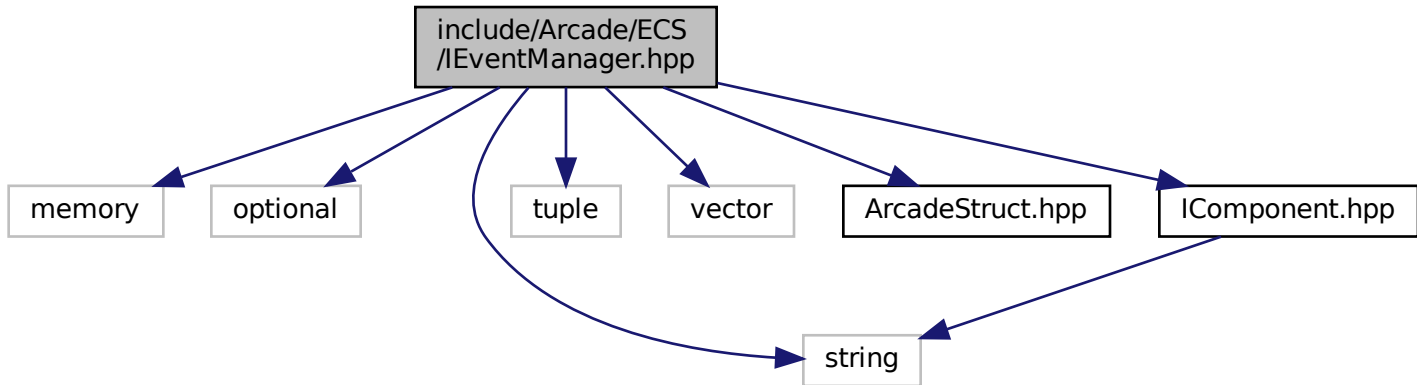 include/Arcade/ECS
/IEventManager.hpp
memory
optional
tuple
vector
ArcadeStruct.hpp
IComponent.hpp
string